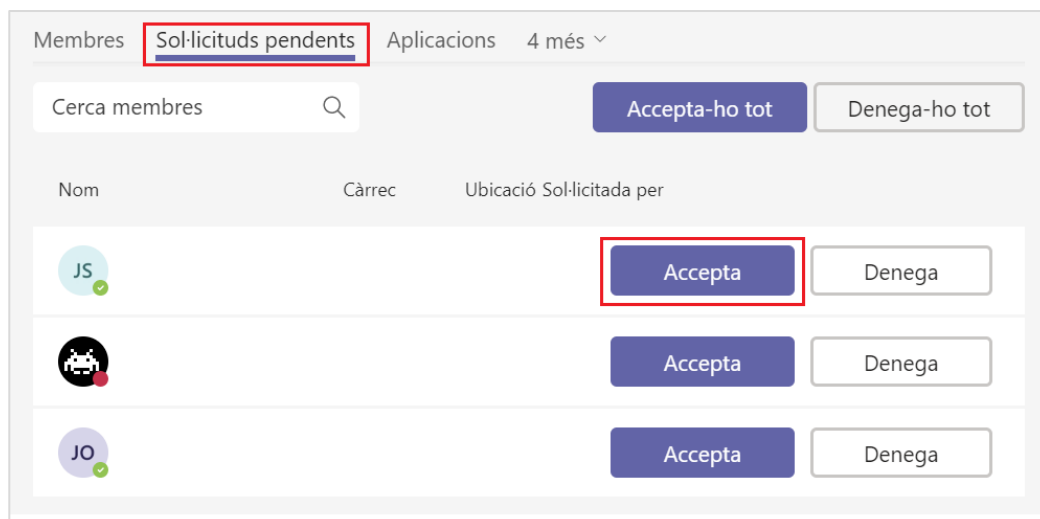 Membres Sol·licituds pendents Aplicacions 4 més
Cerca membres Accepta-ho tot Denega-ho tot
Nom Càrrec Ubicació Sol·licitada per
JS Accepta Denega
Accepta Denega
JO Accepta Denega